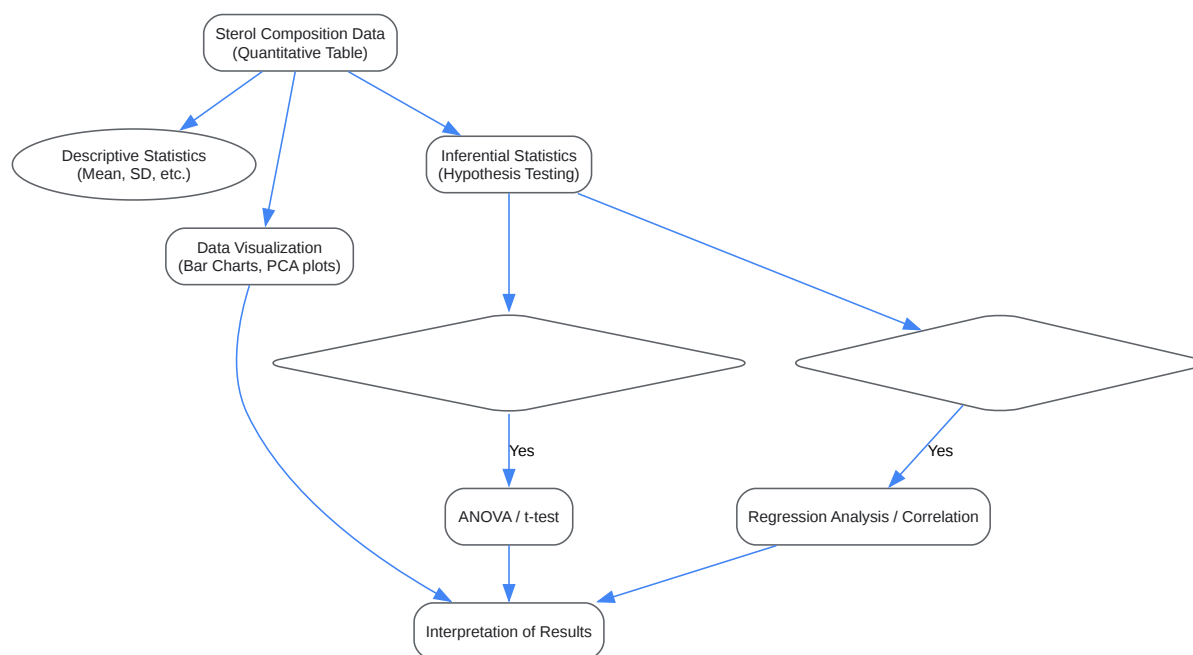 Sterol Composition Data
(Quantitative Table)
Descriptive Statistics
(Mean, SD, etc.)
Inferential Statistics
(Hypothesis Testing)
Data Visualization
(Bar Charts, PCA plots)
Yes
Yes
ANOVA / t-test
Regression Analysis / Correlation
Interpretation of Results